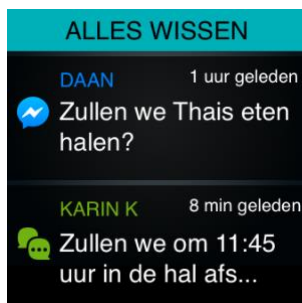 ALLES WISSEN
DAAN 1 uur geleden
Zullen we Thais eten
halen?
KARIN K 8 min geleden
Zullen we om 11:45
uur in de hal afs...